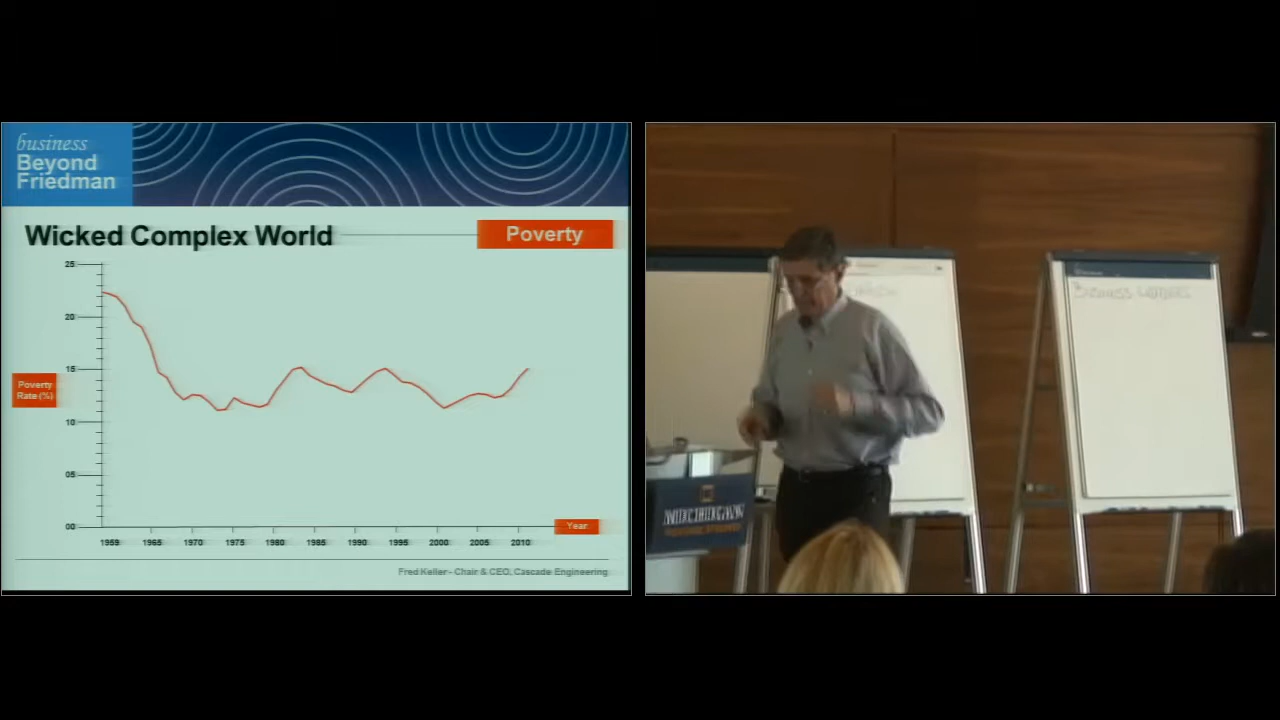 business
Beyond
Friedman
Wicked Complex World
Poverty
25
20
15
10
05
00
Poverty
Rate (%)
Year
1959
1965
1970
1975
1980
1985
1990
1995
2000
2005
2010
Fred Keller - Chair & CEO, Cascade Engineering
MICHIGAN